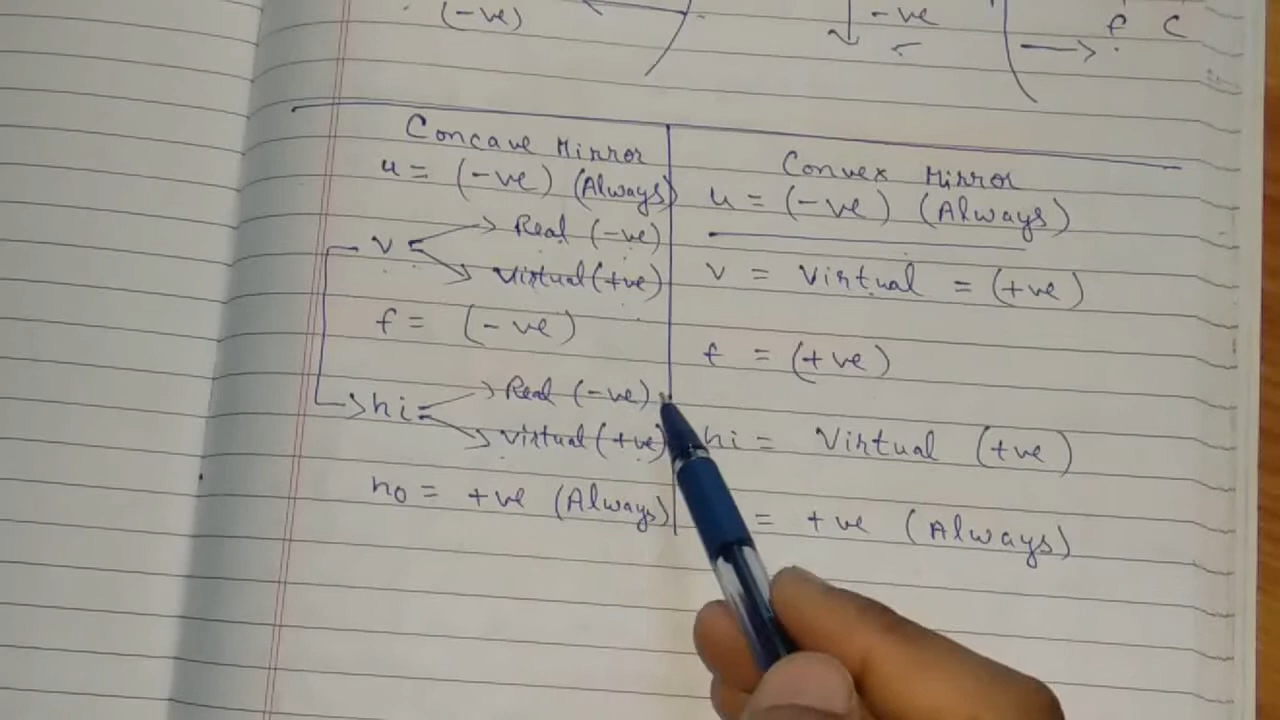 (-ve)
-ve
f C
Concave Mirror
u = (-ve) (Always)
v = Real (-ve)
Virtual (+ve)
f = (-ve)
hi = Real (-ve)
Virtual (+ve)
ho = +ve (Always)
Convex Mirror
u = (-ve) (Always)
v = Virtual = (+ve)
f = (+ve)
hi = Virtual (+ve)
= +ve (Always)